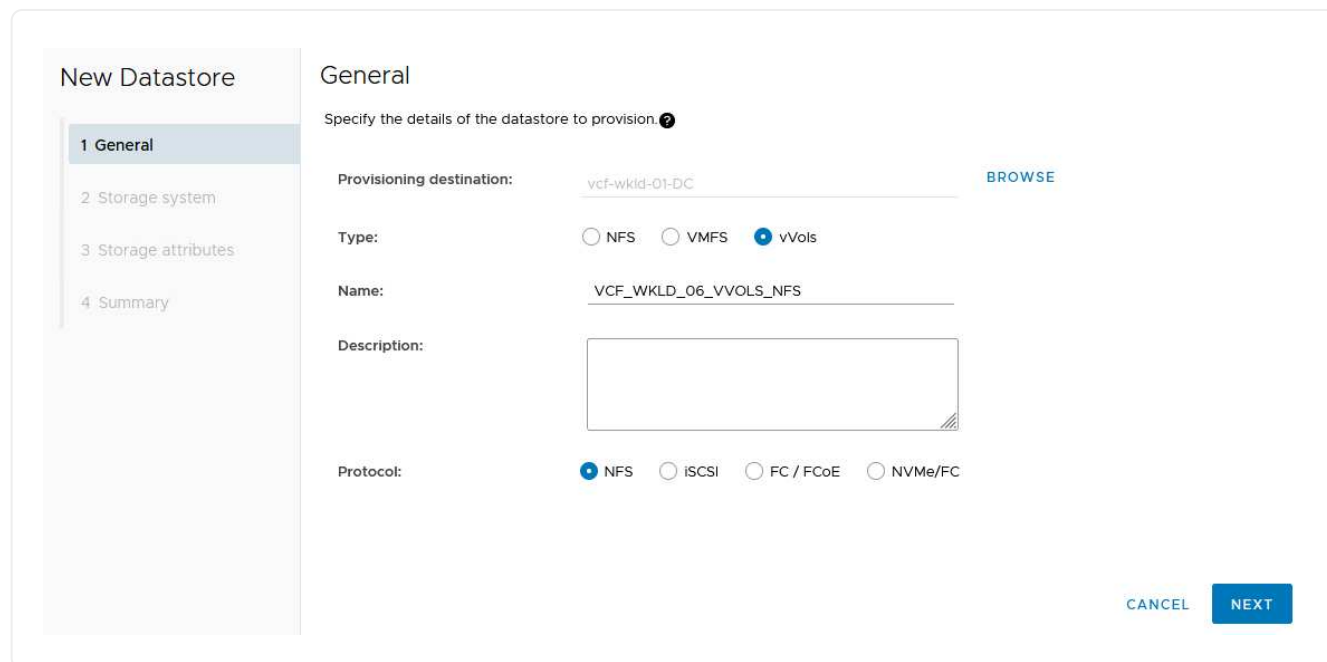 New Datastore
1 General
2 Storage system
3 Storage attributes
4 Summary
General
Specify the details of the datastore to provision.?
Provisioning destination: vcf-wkld-01-DC BROWSE
Type: NFS VMFS vVols
Name: VCF_WKLD_06_VVOLS_NFS
Description:
Protocol: NFS iSCSI FC / FCoE NVMe/FC
CANCEL NEXT